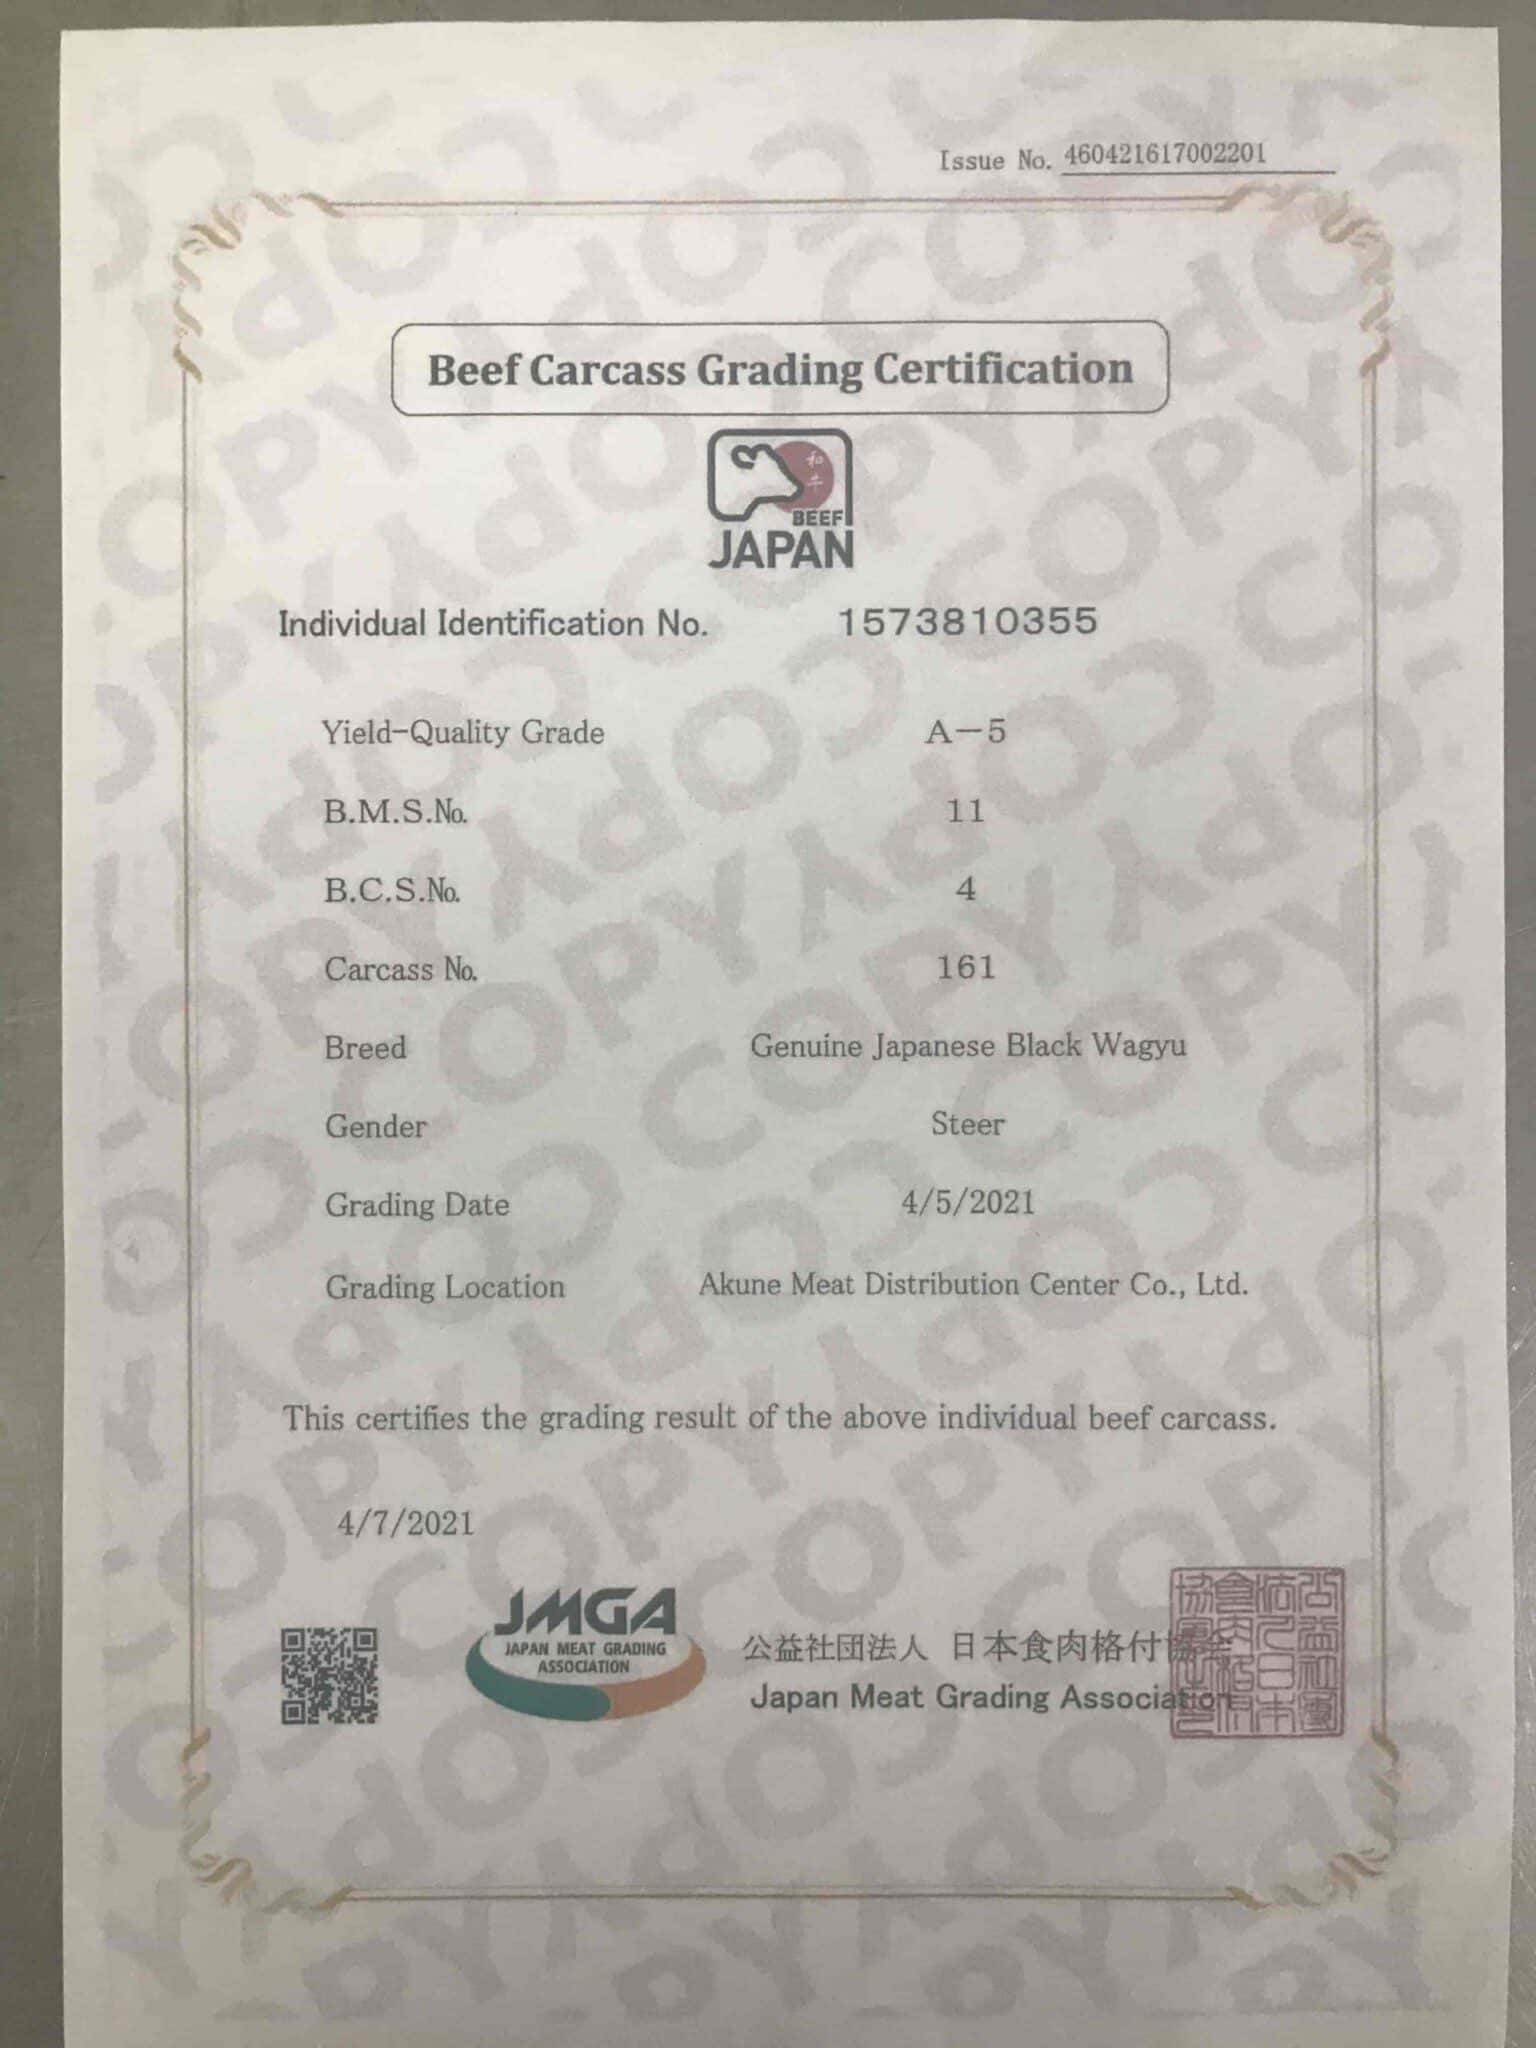 Issue No. 460421617002201
Beef Carcass Grading Certification
和牛
BEEF
JAPAN
Individual Identification No. 1573810355
Yield-Quality Grade A－5
B.M.S.№. 11
B.C.S.№. 4
Carcass №. 161
Breed Genuine Japanese Black Wagyu
Gender Steer
Grading Date 4/5/2021
Grading Location Akune Meat Distribution Center Co., Ltd.
This certifies the grading result of the above individual beef carcass.
4/7/2021
JMGA
JAPAN MEAT GRADING
ASSOCIATION
公益社団法人 日本食肉格付協会
Japan Meat Grading Association
COPY